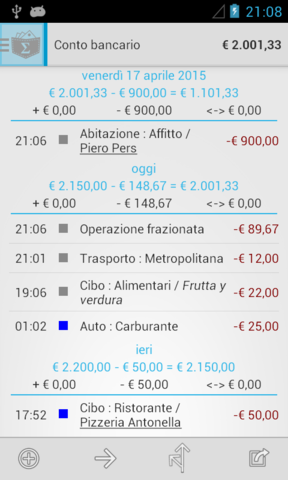 21:08
Σ
Conto bancario € 2.001,33
venerdì 17 aprile 2015
€ 2.001,33 - € 900,00 = € 1.101,33
+ € 0,00 - € 900,00 <-> € 0,00
21:06 Abitazione : Affitto / -€ 900,00
Piero Pers
oggi
€ 2.150,00 - € 148,67 = € 2.001,33
+ € 0,00 - € 148,67 <-> € 0,00
21:06 Operazione frazionata -€ 89,67
21:01 Trasporto : Metropolitana -€ 12,00
19:06 Cibo : Alimentari / Frutta y -€ 22,00
verdura
01:02 Auto : Carburante -€ 25,00
ieri
€ 2.200,00 - € 50,00 = € 2.150,00
+ € 0,00 - € 50,00 <-> € 0,00
17:52 Cibo : Ristorante / -€ 50,00
Pizzeria Antonella